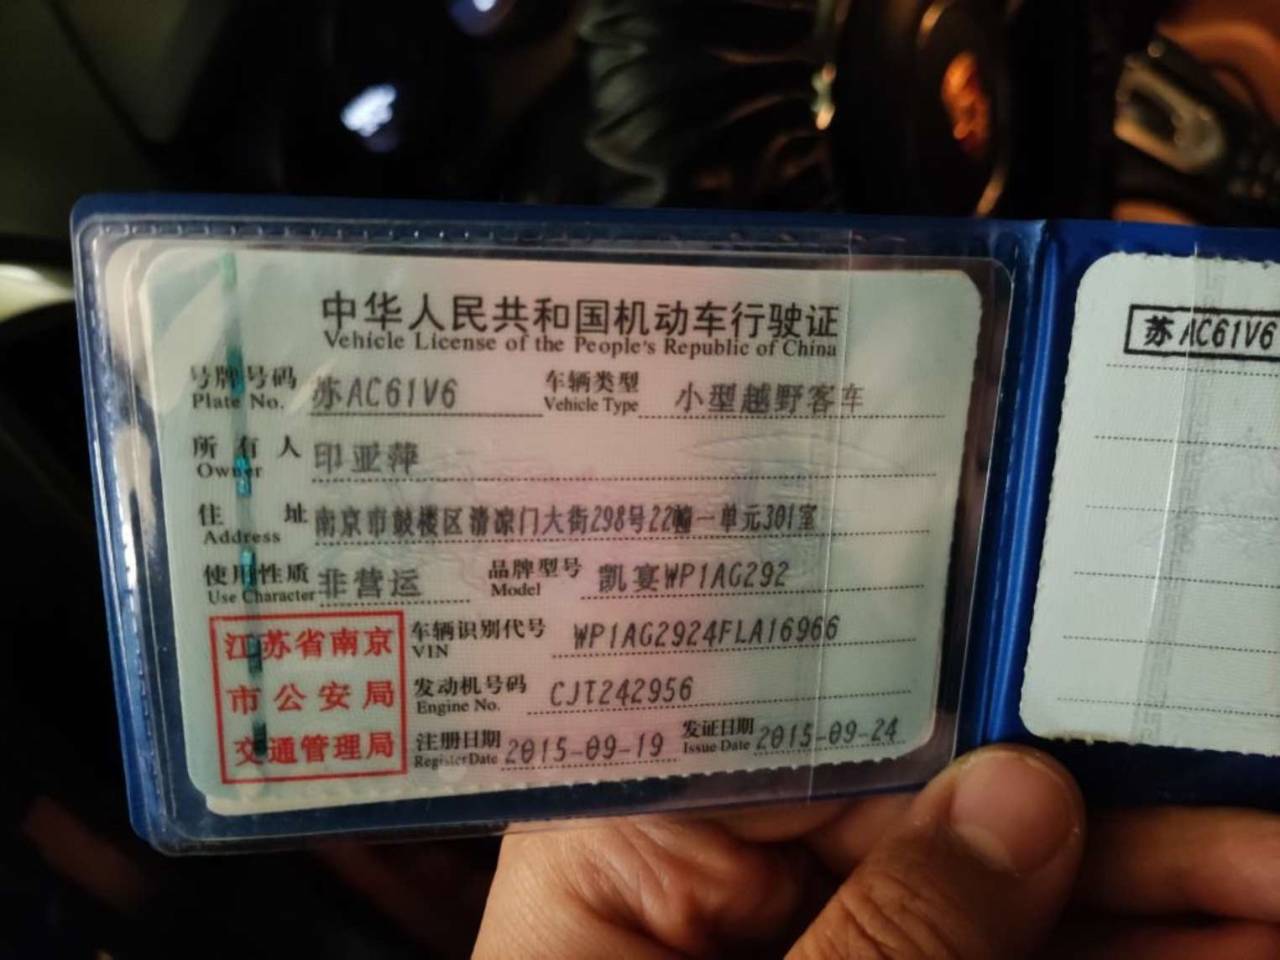 中华人民共和国机动车行驶证
Vehicle License of the People's Republic of China
号牌号码 苏AC61V6 车辆类型 小型越野客车
Plate No. Vehicle Type
所有人 印亚萍
Owner
住址 南京市鼓楼区清凉门大街298号22幢一单元301室
Address
使用性质 非营运 品牌型号 凯宴WP1AG292
Use Character Model
江苏省南京
市公安局
交通管理局
车辆识别代号 WP1AG2924FLA16966
VIN
发动机号码 CJT242956
Engine No.
注册日期 2015-09-19 发证日期 2015-09-24
Register Date Issue Date
苏AC61V6